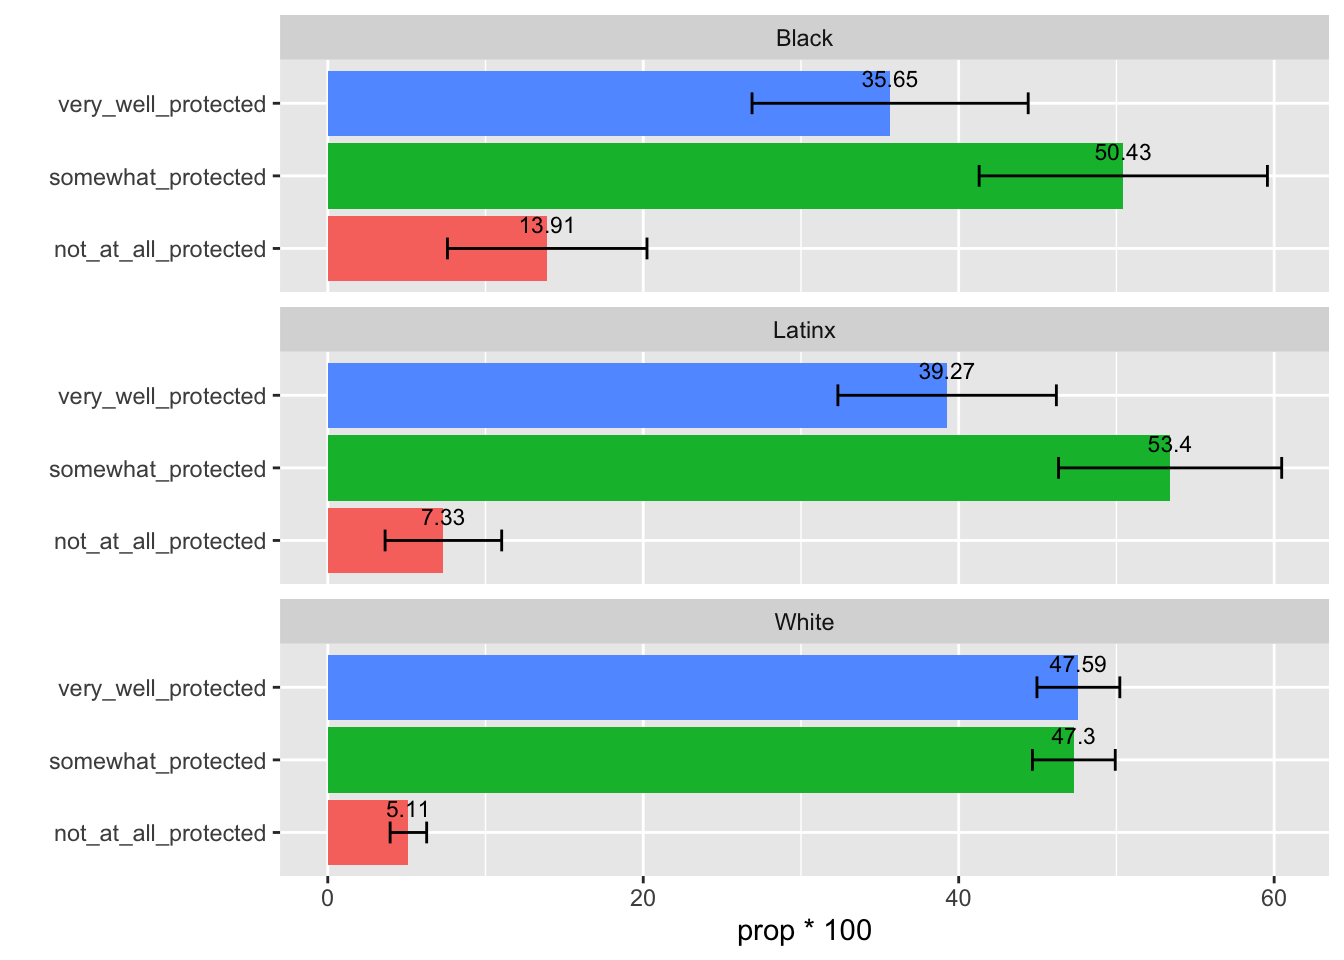 Black
very_well_protected
35.65
somewhat_protected
50.43
not_at_all_protected
13.91
Latinx
very_well_protected
39.27
somewhat_protected
53.4
not_at_all_protected
7.33
White
very_well_protected
47.59
somewhat_protected
47.3
not_at_all_protected
5.11
0 20 40 60
prop * 100